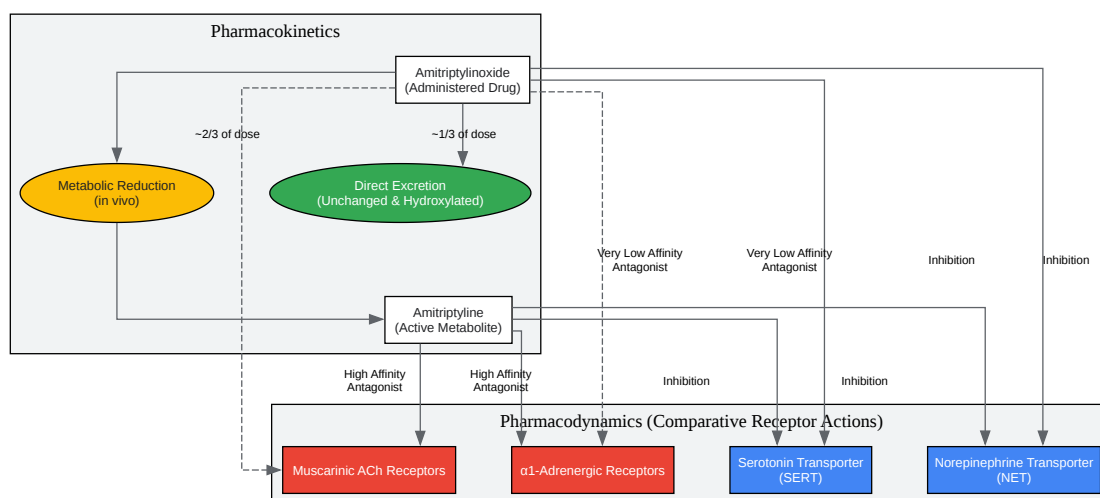 Pharmacokinetics
Amitriptylinoxide
(Administered Drug)
~2/3 of dose
~1/3 of dose
Metabolic Reduction
(in vivo)
Direct Excretion
(Unchanged & Hydroxylated)
Very Low Affinity
Antagonist
Very Low Affinity
Antagonist
Inhibition
Inhibition
Amitriptyline
(Active Metabolite)
High Affinity
Antagonist
High Affinity
Antagonist
Inhibition
Inhibition
Pharmacodynamics (Comparative Receptor Actions)
Muscarinic ACh Receptors
α1-Adrenergic Receptors
Serotonin Transporter
(SERT)
Norepinephrine Transporter
(NET)